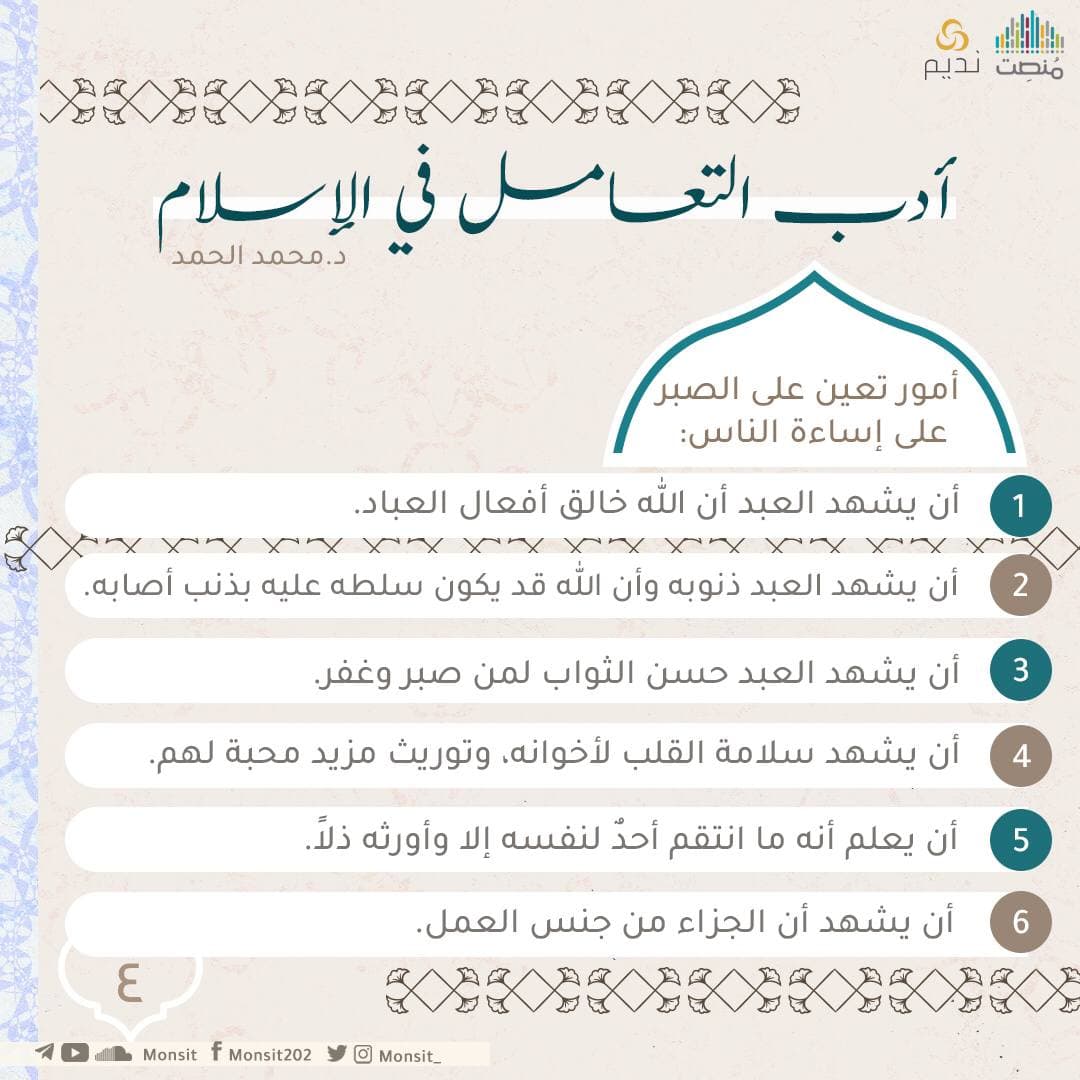 مُنصِت
نديم
أدب التعامل في الإسلام
د.محمد الحمد
أمور تعين على الصبر
على إساءة الناس:
1 أن يشهد العبد أن الله خالق أفعال العباد.
2 أن يشهد العبد ذنوبه وأن الله قد يكون سلطه عليه بذنب أصابه.
3 أن يشهد العبد حسن الثواب لمن صبر وغفر.
4 أن يشهد سلامة القلب لأخوانه، وتوريث مزيد محبة لهم.
5 أن يعلم أنه ما انتقم أحدٌ لنفسه إلا وأورثه ذلاً.
6 أن يشهد أن الجزاء من جنس العمل.
٤
Monsit Monsit202 Monsit_